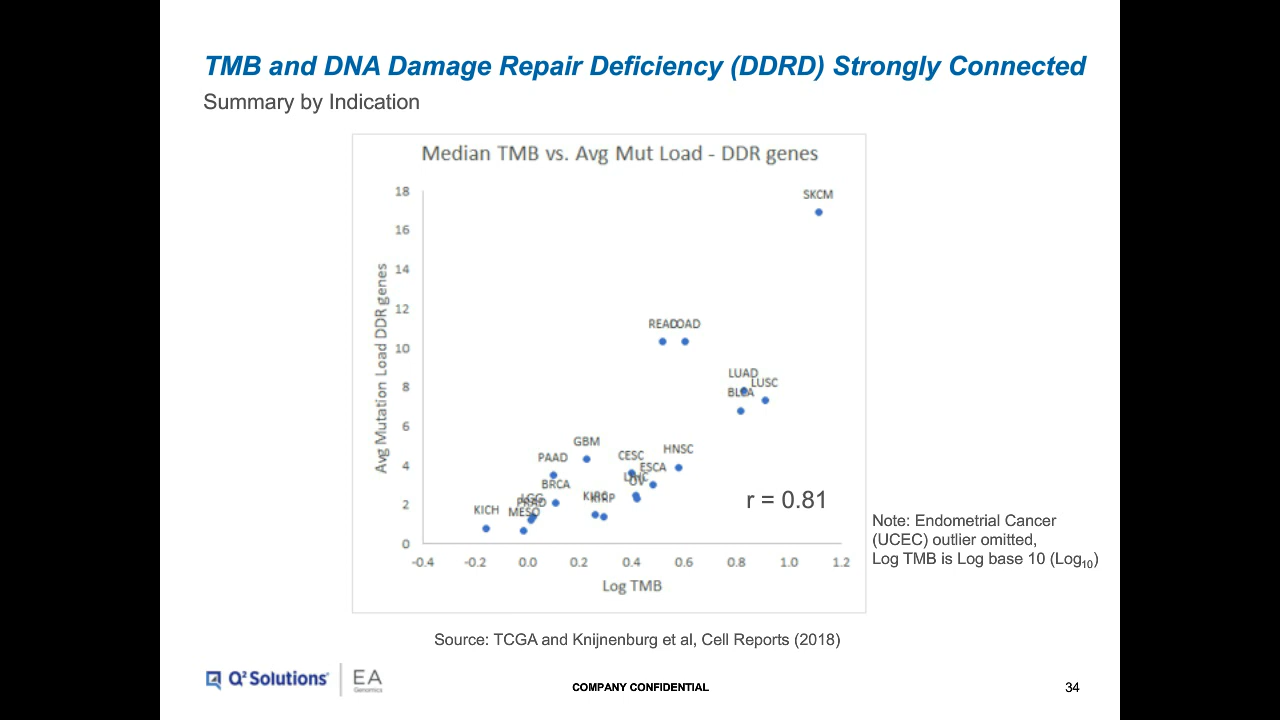 TMB and DNA Damage Repair Deficiency (DDRD) Strongly Connected
Summary by Indication
Median TMB vs. Avg Mut Load - DDR genes
Avg Mutation Load DDR genes
18
16
14
12
10
8
6
4
2
0
SKCM
READ
OAD
LUAD
LUSC
BLCA
GBM
HNSC
PAAD
CESC
ESCA
BRCA
OV
LGG
PRAD
KIRP
KICH
MESO
r = 0.81
-0.4 -0.2 0.0 0.2 0.4 0.6 0.8 1.0 1.2
Log TMB
Note: Endometrial Cancer
(UCEC) outlier omitted,
Log TMB is Log base 10 (Log10)
Source: TCGA and Knijnenburg et al, Cell Reports (2018)
Q² Solutions
EA
Genomics
COMPANY CONFIDENTIAL
34